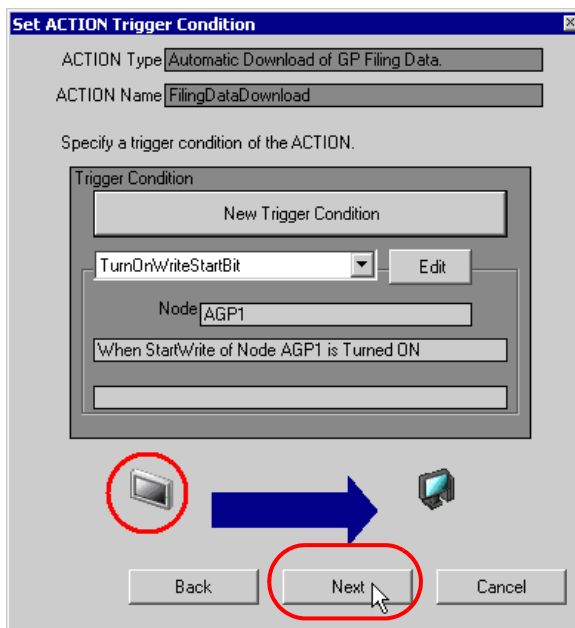 Set ACTION Trigger Condition
ACTION Type Automatic Download of GP Filing Data.
ACTION Name FilingDataDownload
Specify a trigger condition of the ACTION.
Trigger Condition
New Trigger Condition
TurnOnWriteStartBit Edit
Node AGP1
When StartWrite of Node AGP1 is Turned ON
Back Next Cancel